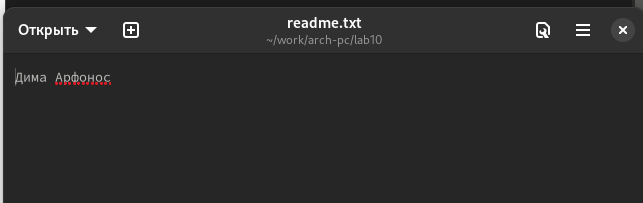 Открыть
readme.txt
~/work/arch-pc/lab10
Дима Арфонос